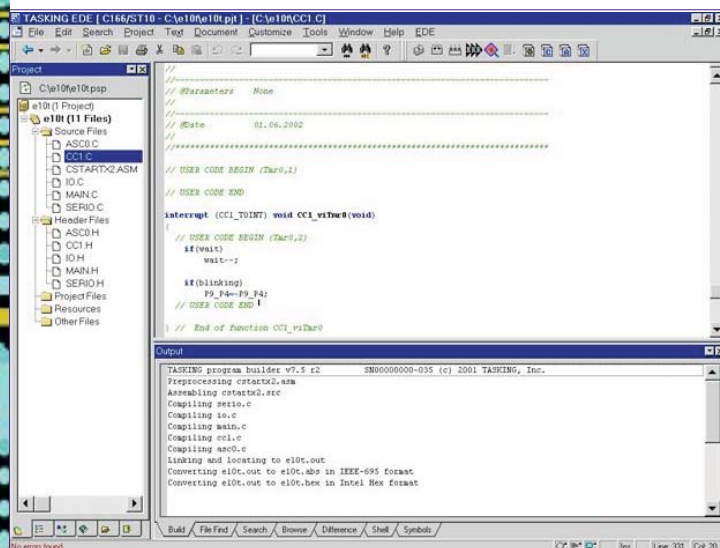 TASKING EDE [ C166/ST10 - C:\e10t\e10t.pjt ] - [C:\e10t\CC1.C]
File Edit Search Project Text Document Customize Tools Window Help EDE
Project
C:\e10t\e10t.psp
e10t (1 Project)
e10t (11 Files)
Source Files
ASC0.C
CC1.C
CSTARTX2.ASM
IO.C
MAIN.C
SERIO.C
Header Files
ASC0.H
CC1.H
IO.H
MAIN.H
SERIO.H
Project Files
Resources
Other Files
//
//----------------------------------------------------------------------------
// @Parameters None
//
//----------------------------------------------------------------------------
// @Date 01.06.2002
//
//****************************************************************************
// USER CODE BEGIN (Tmr0,1)
// USER CODE END
interrupt (CC1_T0INT) void CC1_viTmr0(void)
{
// USER CODE BEGIN (Tmr0,2)
if(wait)
wait--;
if(blinking)
P9_P4=~P9_P4;
// USER CODE END
} // End of function CC1_viTmr0
Output
TASKING program builder v7.5 r2 SN00000000-035 (c) 2001 TASKING, Inc.
Preprocessing cstartx2.asm
Assembling cstartx2.src
Compiling serio.c
Compiling io.c
Compiling main.c
Compiling cc1.c
Compiling asc0.c
Linking and locating to e10t.out
Converting e10t.out to e10t.abs in IEEE-695 format
Converting e10t.out to e10t.hex in Intel Hex format
Build File Find Search Browse Difference Shell Symbols
No errors found Ins Line: 331 Col: 20